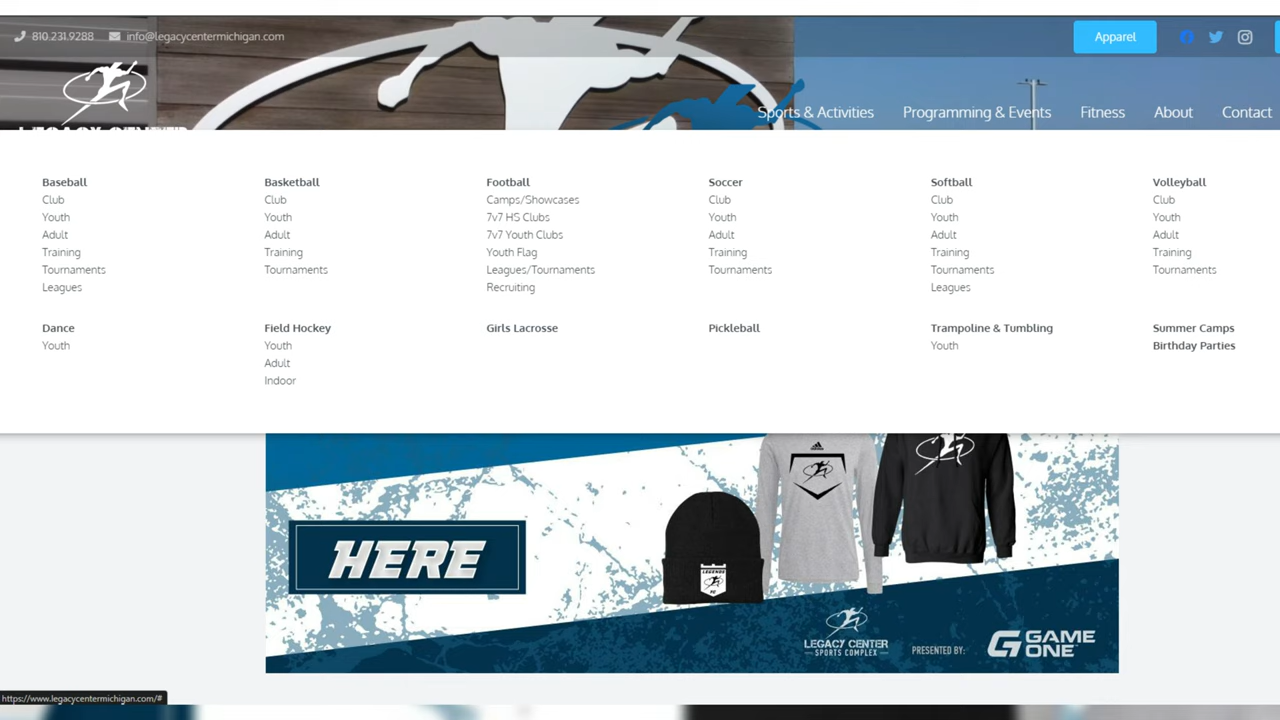 810.231.9288 info@legacycentermichigan.com Apparel
LEGACY CENTER
Sports & Activities Programming & Events Fitness About Contact
Baseball
Club
Youth
Adult
Training
Tournaments
Leagues
Basketball
Club
Youth
Adult
Training
Tournaments
Football
Camps/Showcases
7v7 HS Clubs
7v7 Youth Clubs
Youth Flag
Leagues/Tournaments
Recruiting
Soccer
Club
Youth
Adult
Training
Tournaments
Softball
Club
Youth
Adult
Training
Tournaments
Leagues
Volleyball
Club
Youth
Adult
Training
Tournaments
Dance
Youth
Field Hockey
Youth
Adult
Indoor
Girls Lacrosse
Pickleball
Trampoline & Tumbling
Youth
Summer Camps
Birthday Parties
HERE
LEGENDS
FC
LEGACY CENTER
SPORTS COMPLEX
PRESENTED BY:
G GAME
ONE
https://www.legacycentermichigan.com/#